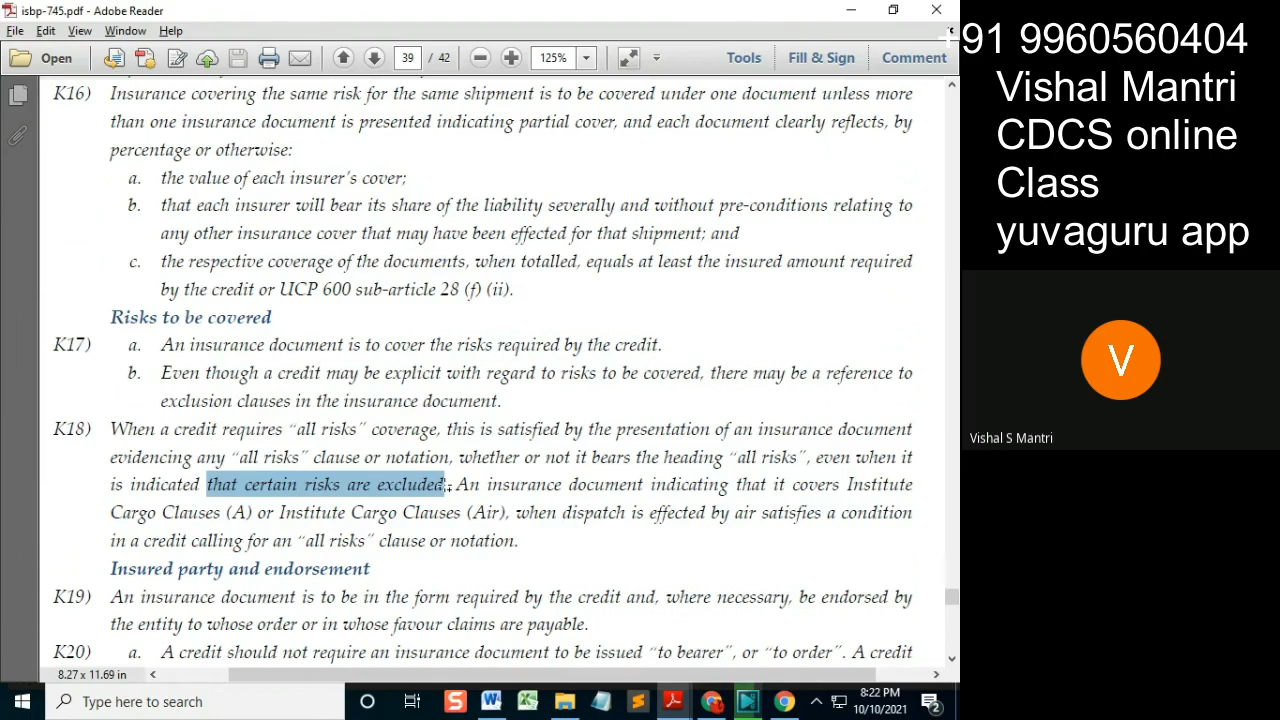 isbp-745.pdf - Adobe Reader
File Edit View Window Help
Open 39 / 42 125% Tools Fill & Sign Comment
K16) Insurance covering the same risk for the same shipment is to be covered under one document unless more
than one insurance document is presented indicating partial cover, and each document clearly reflects, by
percentage or otherwise:
a. the value of each insurer's cover;
b. that each insurer will bear its share of the liability severally and without pre-conditions relating to
any other insurance cover that may have been effected for that shipment; and
c. the respective coverage of the documents, when totalled, equals at least the insured amount required
by the credit or UCP 600 sub-article 28 (f) (ii).
Risks to be covered
K17) a. An insurance document is to cover the risks required by the credit.
b. Even though a credit may be explicit with regard to risks to be covered, there may be a reference to
exclusion clauses in the insurance document.
K18) When a credit requires "all risks" coverage, this is satisfied by the presentation of an insurance document
evidencing any "all risks" clause or notation, whether or not it bears the heading "all risks", even when it
is indicated that certain risks are excluded. An insurance document indicating that it covers Institute
Cargo Clauses (A) or Institute Cargo Clauses (Air), when dispatch is effected by air satisfies a condition
in a credit calling for an "all risks" clause or notation.
Insured party and endorsement
K19) An insurance document is to be in the form required by the credit and, where necessary, be endorsed by
the entity to whose order or in whose favour claims are payable.
K20) a. A credit should not require an insurance document to be issued "to bearer", or "to order". A credit
8.27 x 11.69 in
Type here to search
8:22 PM
10/10/2021
2
+91 9960560404
Vishal Mantri
CDCS online
Class
yuvaguru app
V
Vishal S Mantri